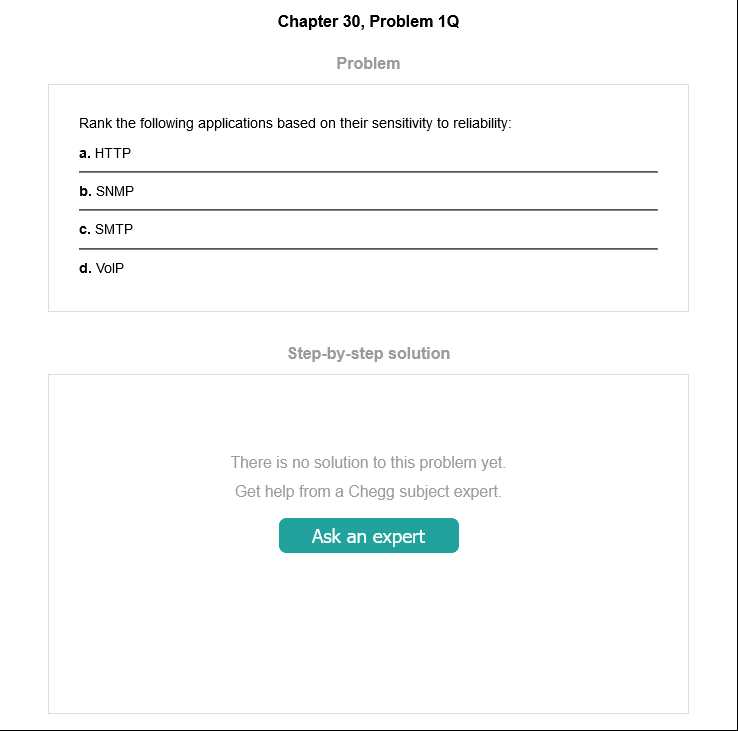 Chapter 30, Problem 1Q
Problem
Rank the following applications based on their sensitivity to reliability:
a. HTTP
b. SNMP
c. SMTP
d. VoIP
Step-by-step solution
There is no solution to this problem yet.
Get help from a Chegg subject expert.
Ask an expert